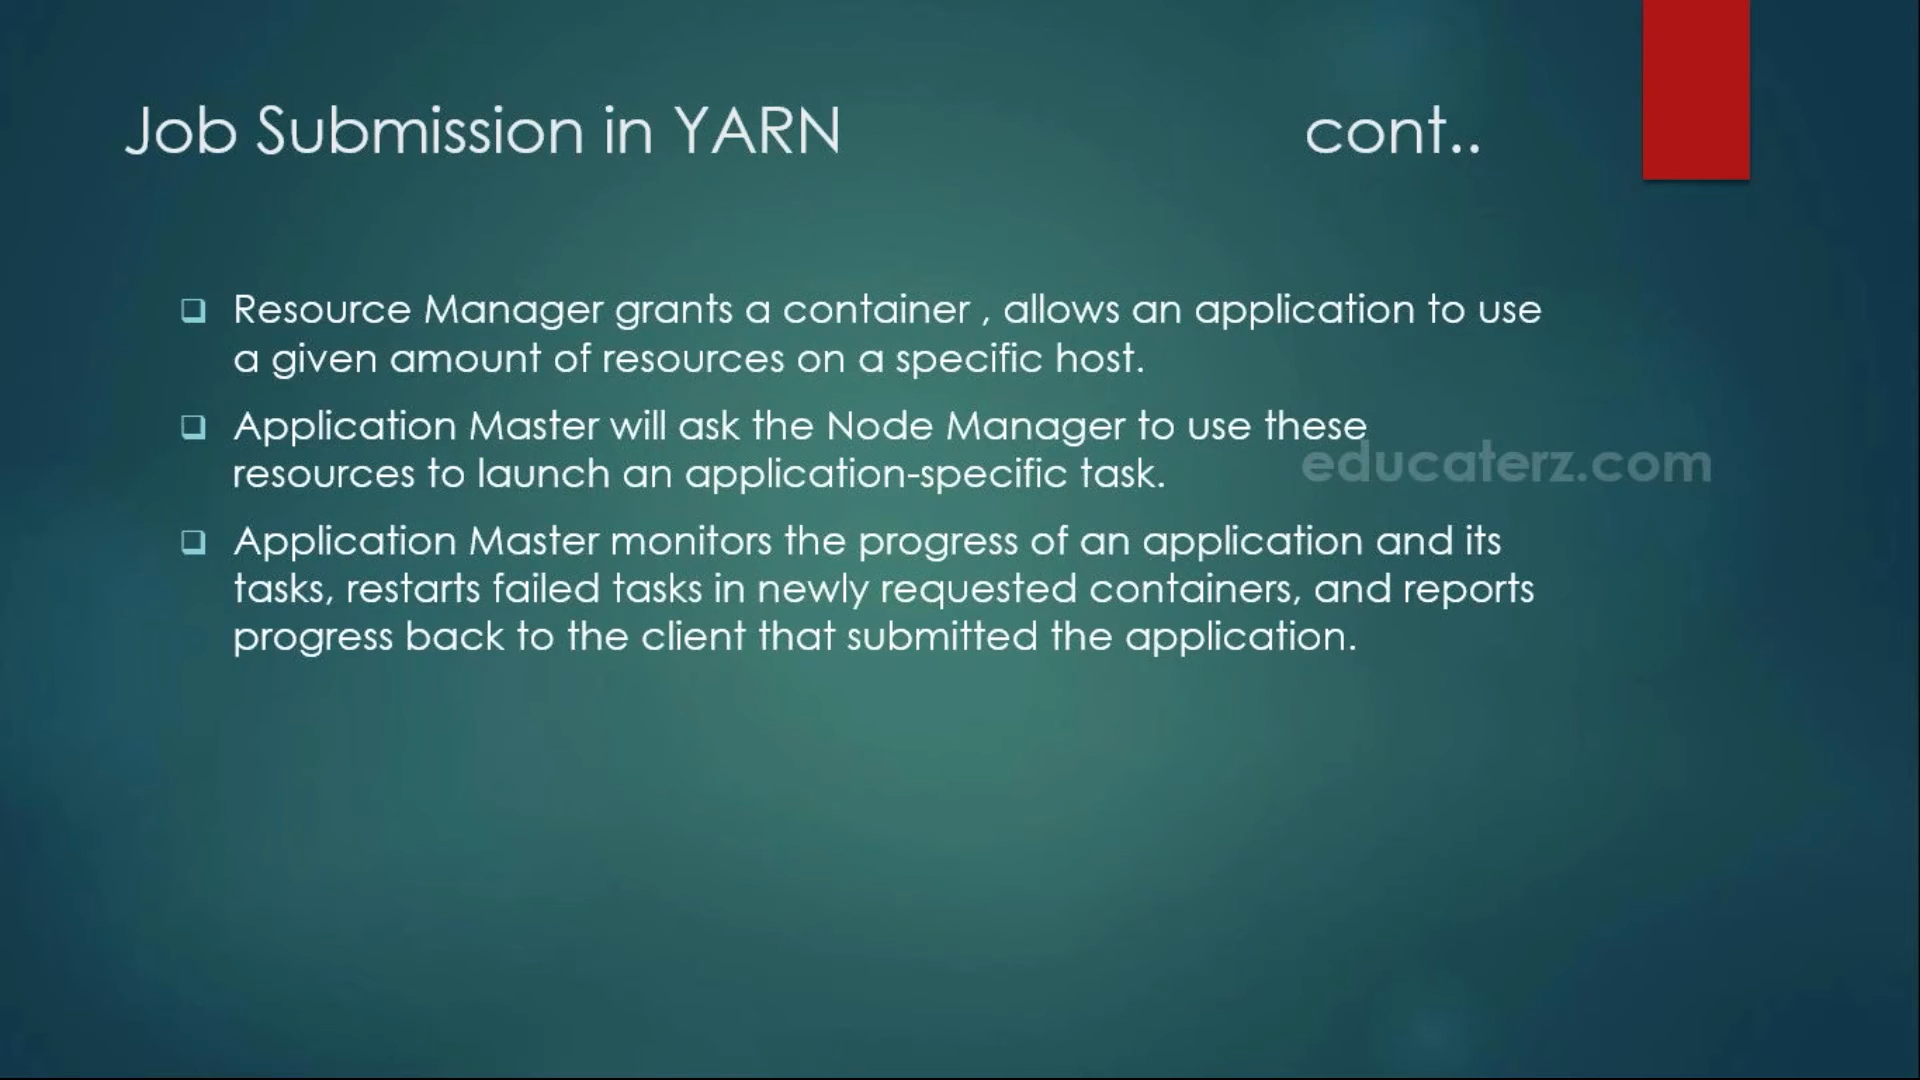 Job Submission in YARN cont..
Resource Manager grants a container , allows an application to use
a given amount of resources on a specific host.
Application Master will ask the Node Manager to use these
resources to launch an application-specific task.
educaterz.com
Application Master monitors the progress of an application and its
tasks, restarts failed tasks in newly requested containers, and reports
progress back to the client that submitted the application.